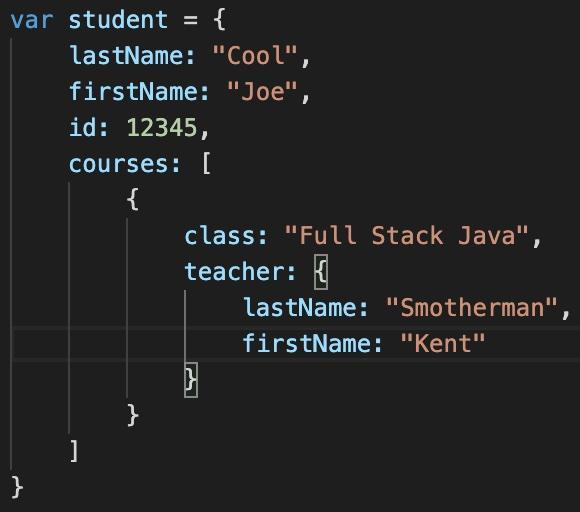 var student = {
    lastName: "Cool",
    firstName: "Joe",
    id: 12345,
    courses: [
        {
            class: "Full Stack Java",
            teacher: {
                lastName: "Smotherman",
                firstName: "Kent"
            }
        }
    ]
}